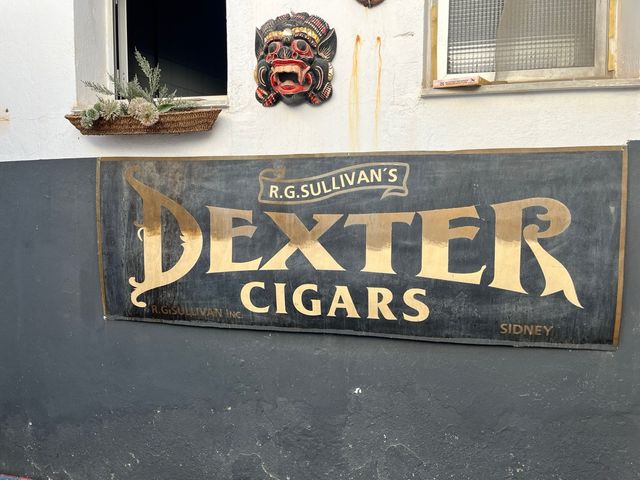 R.G.SULLIVAN'S
DEXTER
CIGARS
R.G.SULLIVAN INC.
SIDNEY